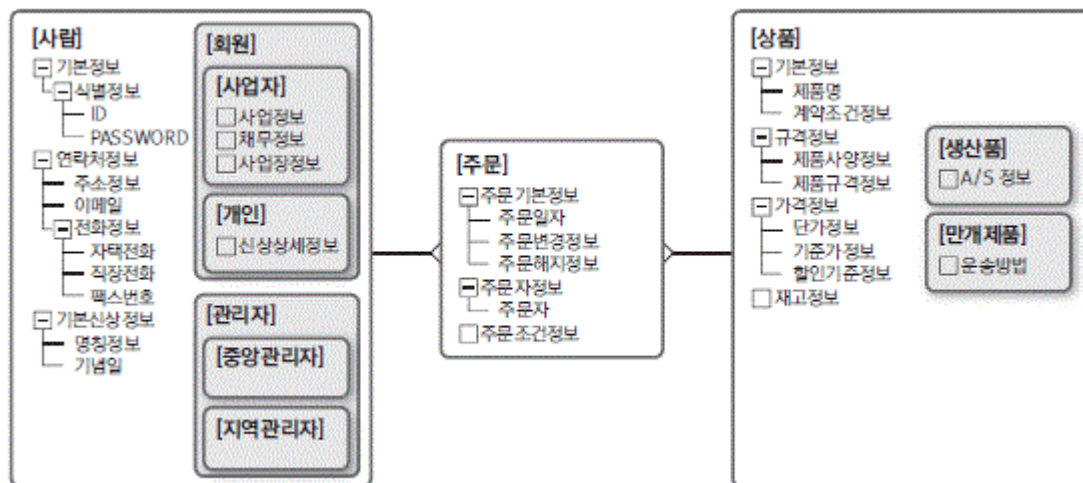 [사람]
기본정보
식별정보
ID
PASSWORD
연락처정보
주소정보
이메일
전화정보
자택전화
직장전화
팩스번호
기본신상정보
명칭정보
기념일
[회원]
[사업자]
사업정보
채무정보
사업장정보
[개인]
신상상세정보
[관리자]
[중앙관리자]
[지역관리자]
[주문]
주문기본정보
주문일자
주문변경정보
주문해지정보
주문자정보
주문자
주문조건정보
[상품]
기본정보
제품명
계약조건정보
규격정보
제품사양정보
제품규격정보
가격정보
단가정보
기준가정보
할인기준정보
재고정보
[생산품]
A/S 정보
[만개제품]
운송방법